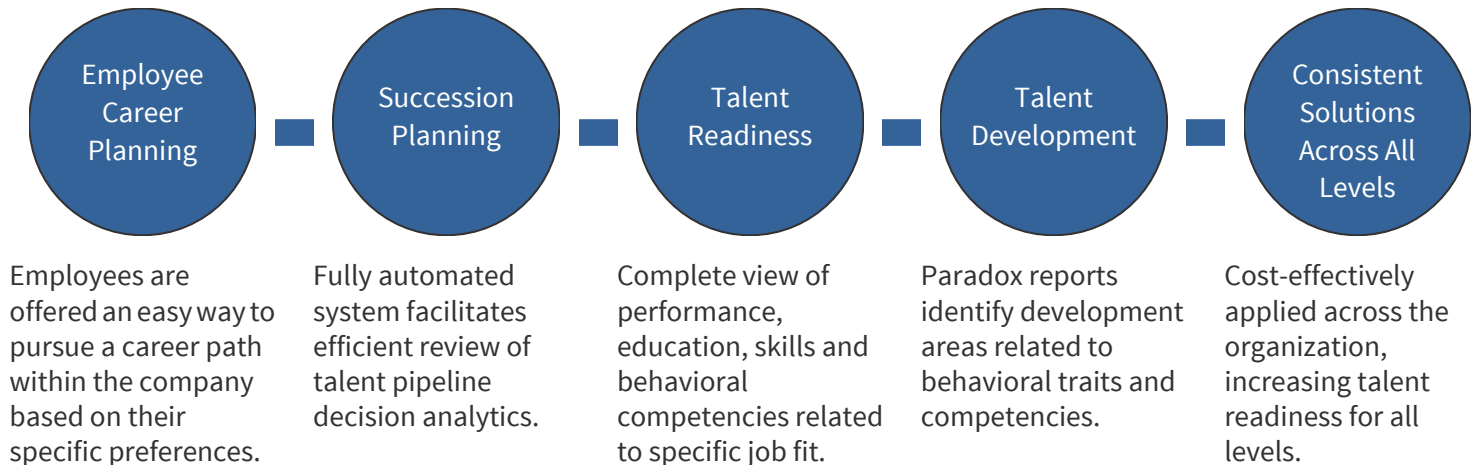 Employee
Career
Planning
Succession
Planning
Talent
Readiness
Talent
Development
Consistent
Solutions
Across All
Levels
Employees are
offered an easy way to
pursue a career path
within the company
based on their
specific preferences.
Fully automated
system facilitates
efficient review of
talent pipeline
decision analytics.
Complete view of
performance,
education, skills and
behavioral
competencies related
to specific job fit.
Paradox reports
identify development
areas related to
behavioral traits and
competencies.
Cost-effectively
applied across the
organization,
increasing talent
readiness for all
levels.